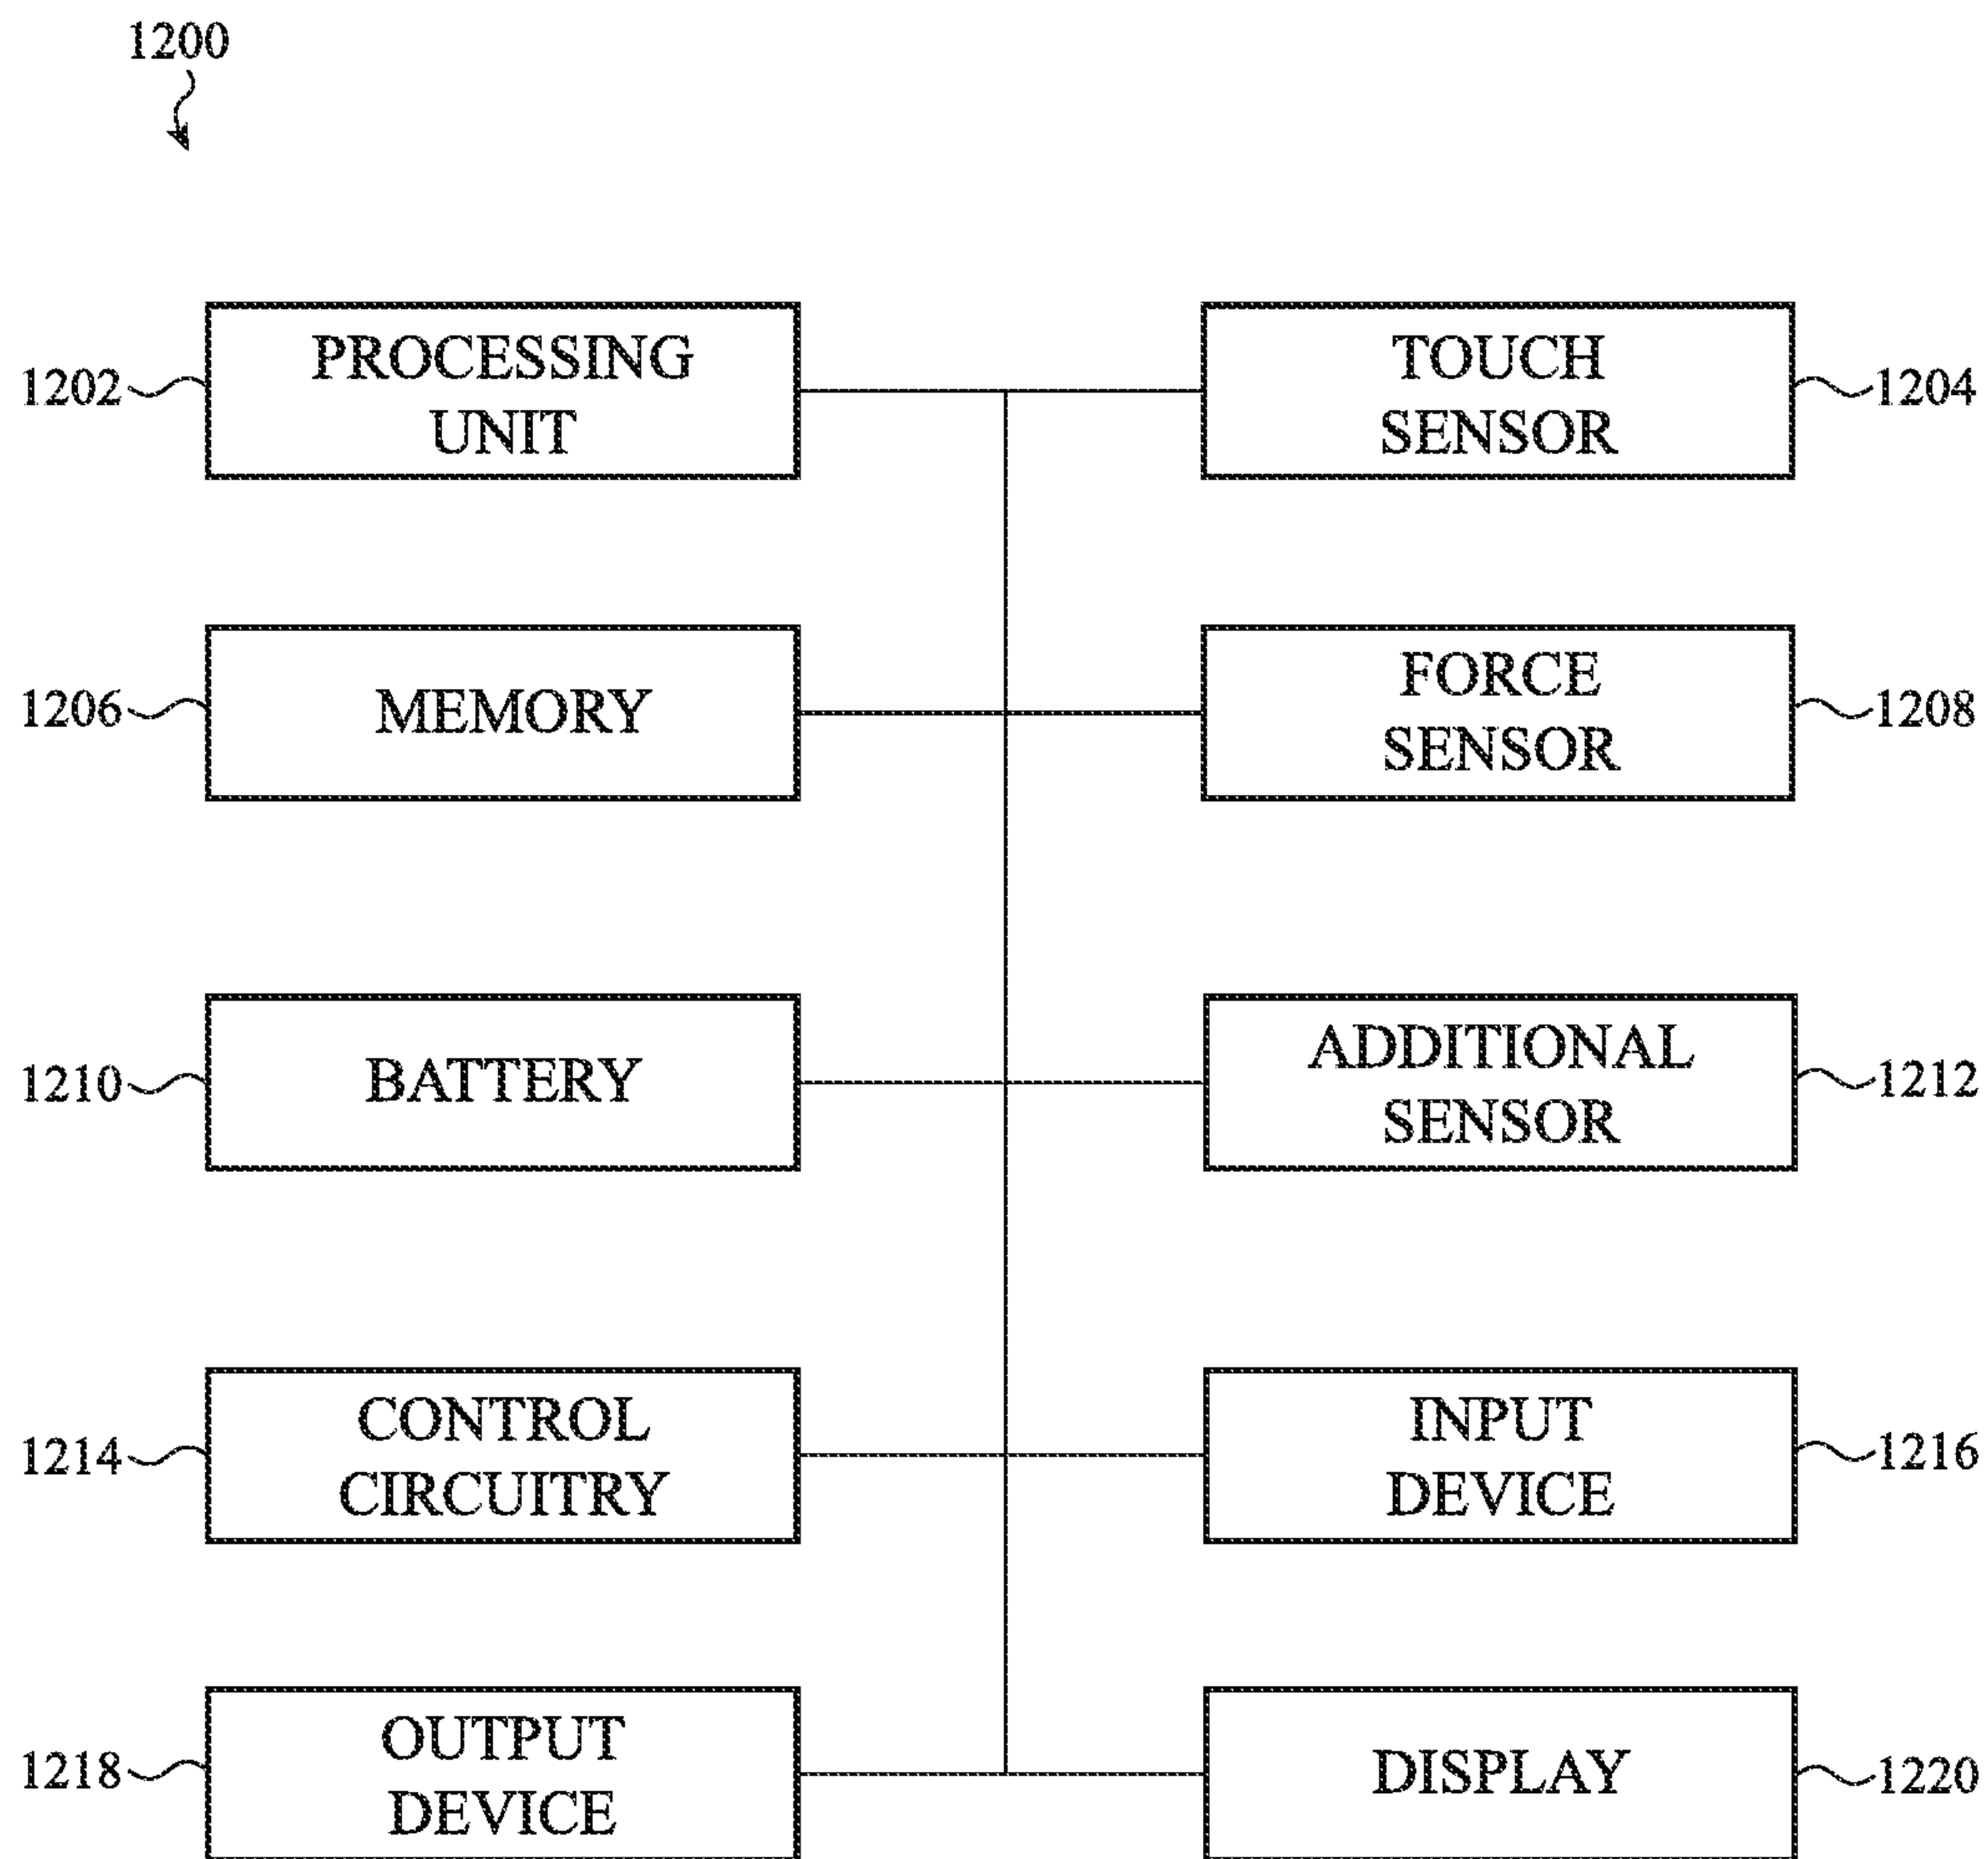 1200
1202
PROCESSING
UNIT
TOUCH
SENSOR
1204
1206
MEMORY
FORCE
SENSOR
1208
1210
BATTERY
ADDITIONAL
SENSOR
1212
1214
CONTROL
CIRCUITRY
INPUT
DEVICE
1216
1218
OUTPUT
DEVICE
DISPLAY
1220